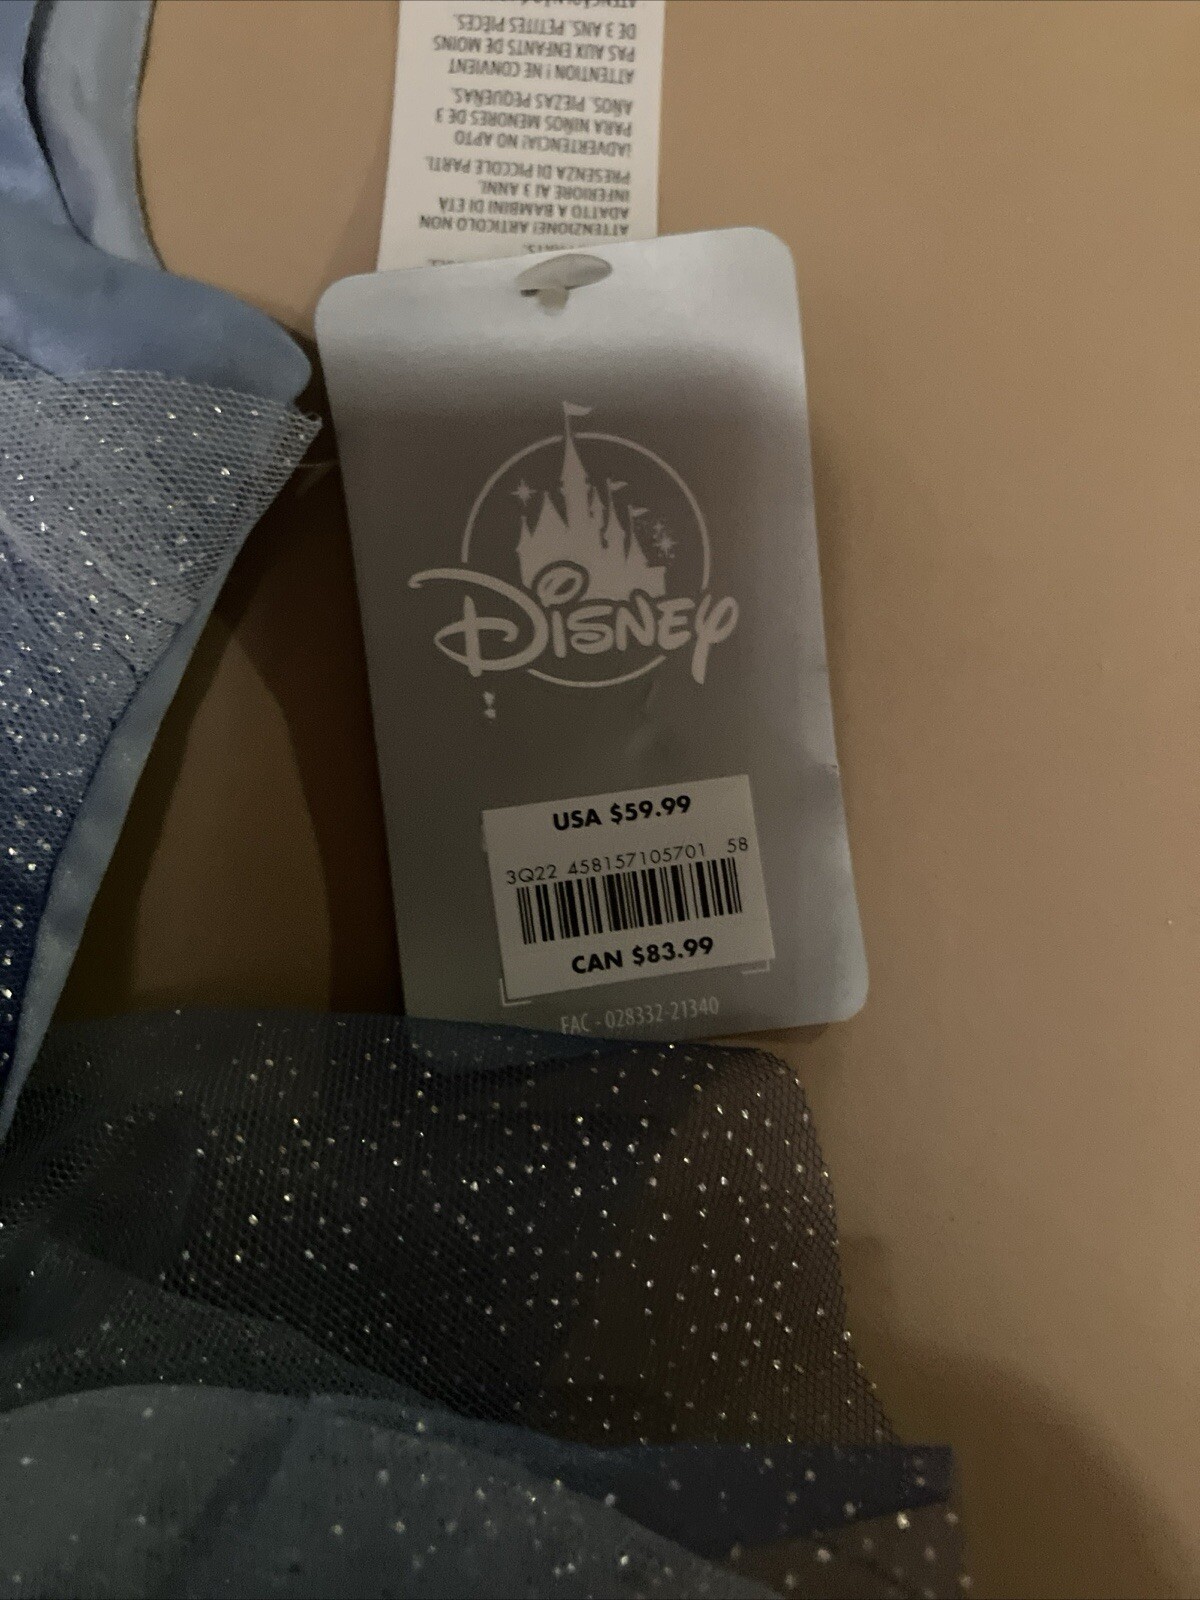 DE 3 ANS. PETITES PIÈCES.
PAS AUX ENFANTS DE MOINS
ATTENTION ! NE CONVIENT
AÑOS. PIEZAS PEQUEÑAS.
PARA NIÑOS MENORES DE 3
¡ADVERTENCIA! NO APTO
PRESENZA DI PICCOLE PARTI.
INFERIORE AI 3 ANNI.
ADATTO A BAMBINI DI ETÀ
ATTENZIONE! ARTICOLO NON
DISNEY
USA $59.99
3Q22 458157105701 58
CAN $83.99
FAC - 028332-21340